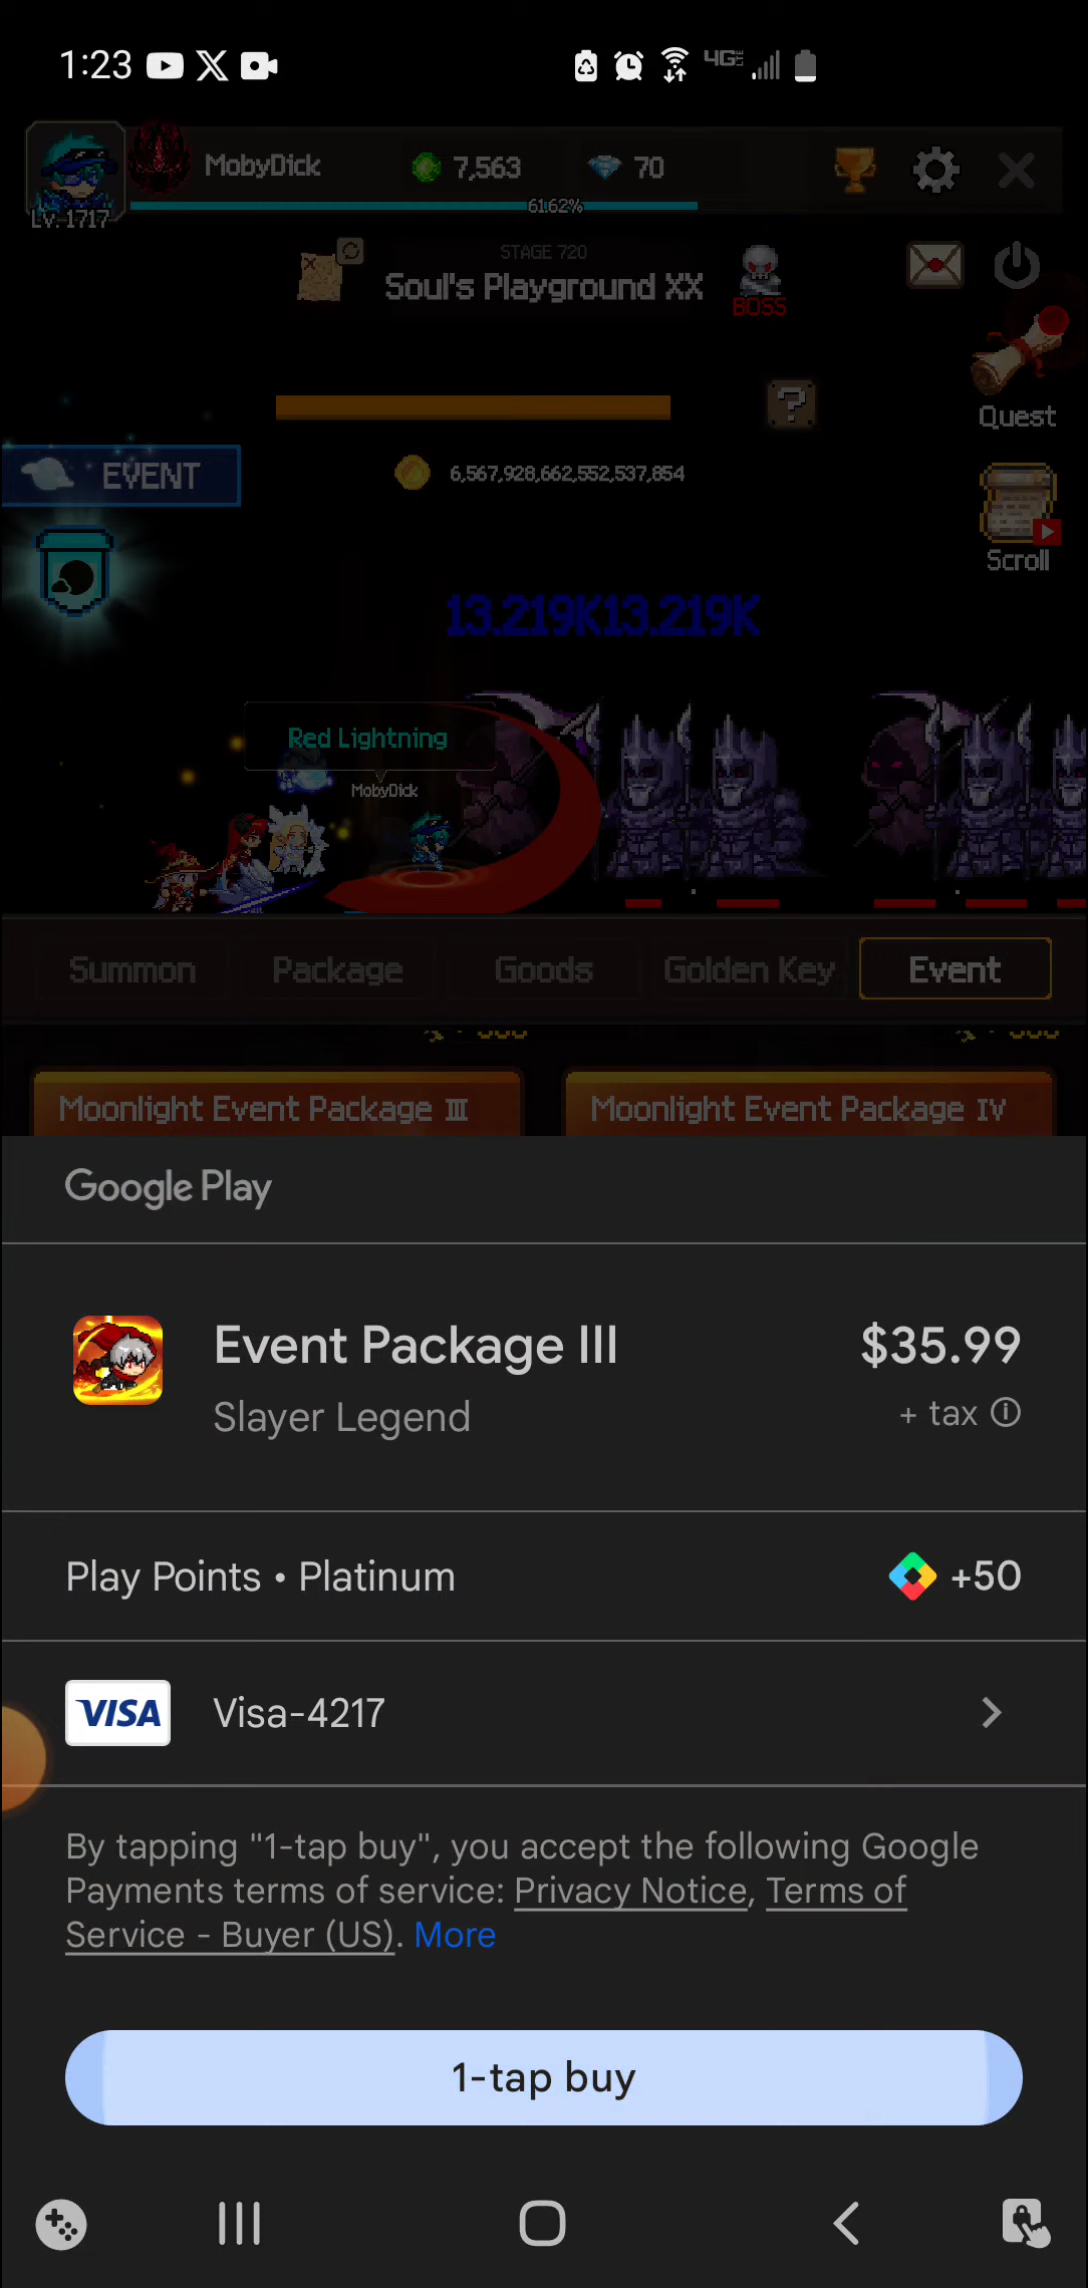 1:23
4G
MobyDick
7,563
70
LV. 1717
61.62%
STAGE 720
Soul's Playground XX
BOSS
Quest
EVENT
6,567,928,662,552,537,854
Scroll
13.219K13.219K
Red Lightning
MobyDick
Summon
Package
Goods
Golden Key
Event
Moonlight Event Package III
Moonlight Event Package IV
Google Play
Event Package III
$35.99
Slayer Legend
+ tax
Play Points • Platinum
+50
VISA
Visa-4217
By tapping "1-tap buy", you accept the following Google
Payments terms of service: Privacy Notice, Terms of
Service - Buyer (US). More
1-tap buy